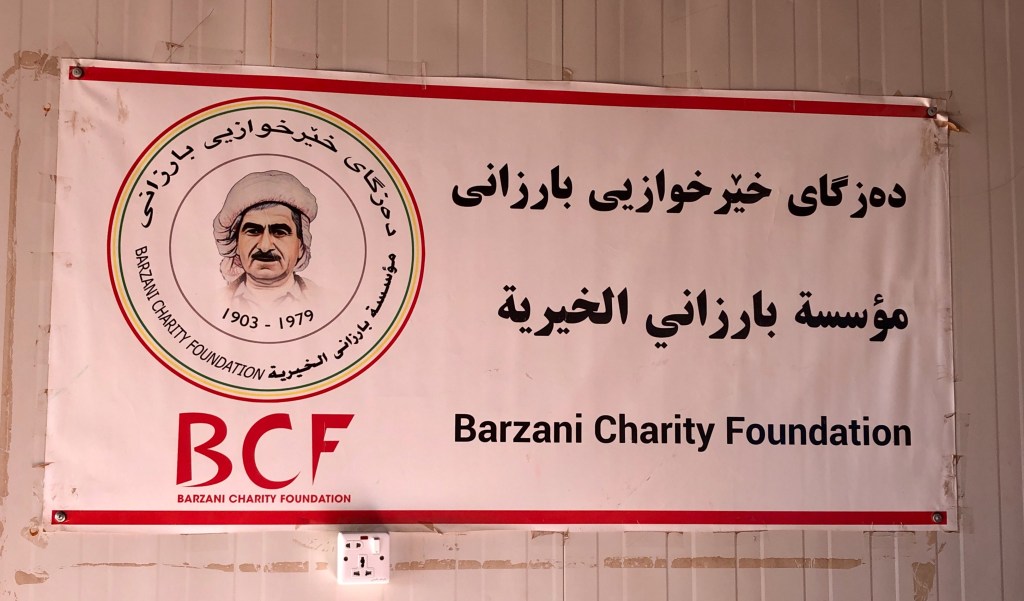 دەزگای خێرخوازیی بارزانی
مؤسسة بارزاني الخيرية
Barzani Charity Foundation
دەزگای خێرخوازیی بارزانی
BARZANI CHARITY FOUNDATION
مؤسسة بارزانی الخيرية
1903 - 1979
BCF
BARZANI CHARITY FOUNDATION